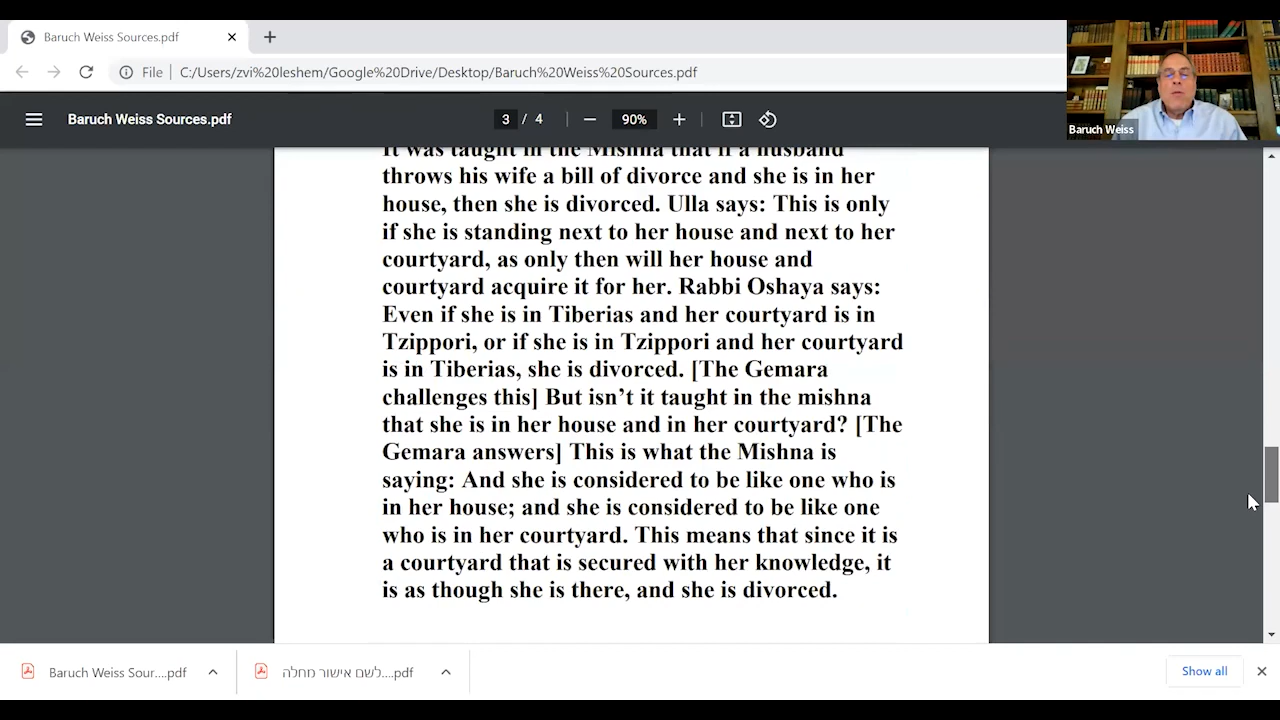 Baruch Weiss Sources.pdf
File
C:/Users/zvi%20leshem/Google%20Drive/Desktop/Baruch%20Weiss%20Sources.pdf
Baruch Weiss Sources.pdf
3 / 4
90%
Baruch Weiss
It was taught in the Mishna that if a husband
throws his wife a bill of divorce and she is in her
house, then she is divorced. Ulla says: This is only
if she is standing next to her house and next to her
courtyard, as only then will her house and
courtyard acquire it for her. Rabbi Oshaya says:
Even if she is in Tiberias and her courtyard is in
Tzippori, or if she is in Tzippori and her courtyard
is in Tiberias, she is divorced. [The Gemara
challenges this] But isn’t it taught in the mishna
that she is in her house and in her courtyard? [The
Gemara answers] This is what the Mishna is
saying: And she is considered to be like one who is
in her house; and she is considered to be like one
who is in her courtyard. This means that since it is
a courtyard that is secured with her knowledge, it
is as though she is there, and she is divorced.
Baruch Weiss Sour....pdf
לשם אישור מחלה....pdf
Show all